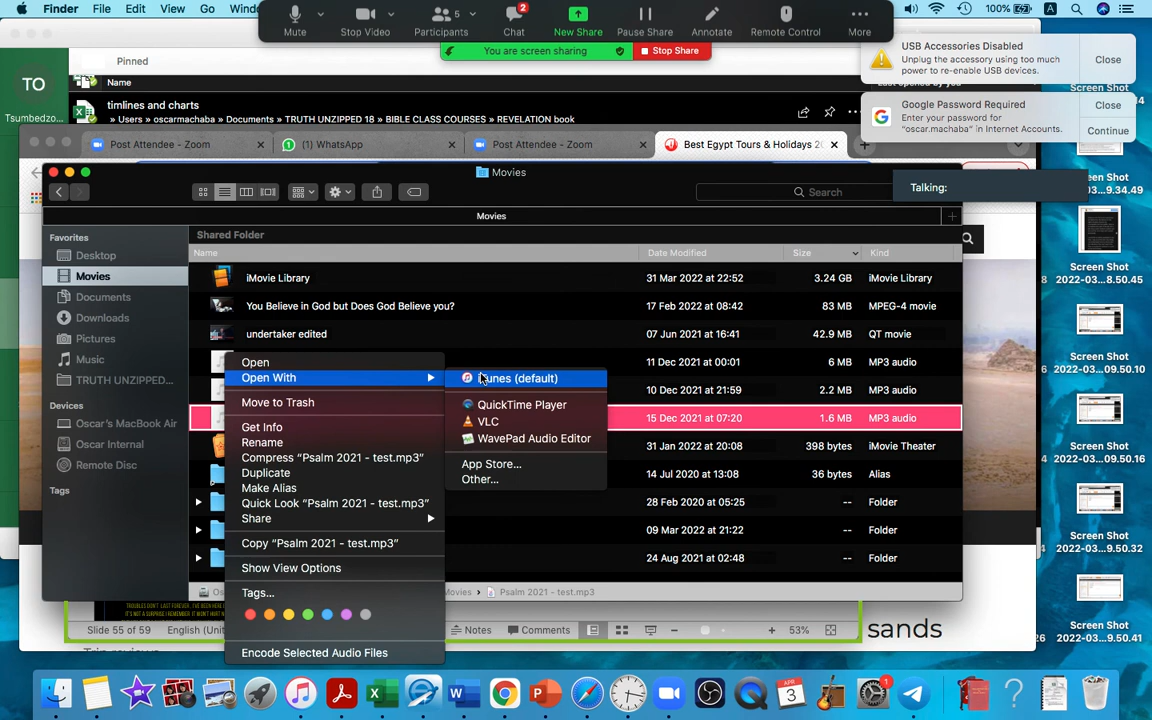 Finder File Edit View Go Windo
100%
Mute
Stop Video
5
Participants
2
Chat
New Share
Pause Share
Annotate
Remote Control
More
You are screen sharing
Stop Share
Pinned
Name
TO
Tsumbedzo...
timlines and charts
» Users » oscarmachaba » Documents » TRUTH UNZIPPED 18 » BIBLE CLASS COURSES » REVELATION book
USB Accessories Disabled
Unplug the accessory using too much
power to re-enable USB devices.
Close
Google Password Required
Enter your password for
"oscar.machaba" in Internet Accounts.
Close
Continue
Post Attendee - Zoom
(1) WhatsApp
Post Attendee - Zoom
Best Egypt Tours & Holidays 20
Movies
Search
Talking:
Movies
Shared Folder
Name
Date Modified
Size
Kind
Favorites
Desktop
Movies
Documents
Downloads
Pictures
Music
TRUTH UNZIPPED...
Devices
Oscar's MacBook Air
Oscar Internal
Remote Disc
Tags
iMovie Library 31 Mar 2022 at 22:52 3.24 GB iMovie Library
You Believe in God but Does God Believe you? 17 Feb 2022 at 08:42 83 MB MPEG-4 movie
undertaker edited 07 Jun 2021 at 16:41 42.9 MB QT movie
11 Dec 2021 at 00:01 6 MB MP3 audio
10 Dec 2021 at 21:59 2.2 MB MP3 audio
15 Dec 2021 at 07:20 1.6 MB MP3 audio
31 Jan 2022 at 20:08 398 bytes iMovie Theater
14 Jul 2020 at 13:08 36 bytes Alias
28 Feb 2020 at 05:25 -- Folder
09 Mar 2022 at 21:22 -- Folder
24 Aug 2021 at 02:48 -- Folder
Open
Open With
Move to Trash
Get Info
Rename
Compress "Psalm 2021 - test.mp3"
Duplicate
Make Alias
Quick Look "Psalm 2021 - test.mp3"
Share
Copy "Psalm 2021 - test.mp3"
Show View Options
Tags...
Encode Selected Audio Files
iTunes (default)
QuickTime Player
VLC
WavePad Audio Editor
App Store...
Other...
Movies › Psalm 2021 - test.mp3
Slide 55 of 59 English (Unit
Notes
Comments
53%
sands
Screen Shot
Screen Shot
2022-03...8.50.45
Screen Shot
2022-03...09.50.10
Screen Shot
2022-03...09.50.16
Screen Shot
2022-03...9.50.32
Screen Shot
2022-03...09.50.41
APR
3
1